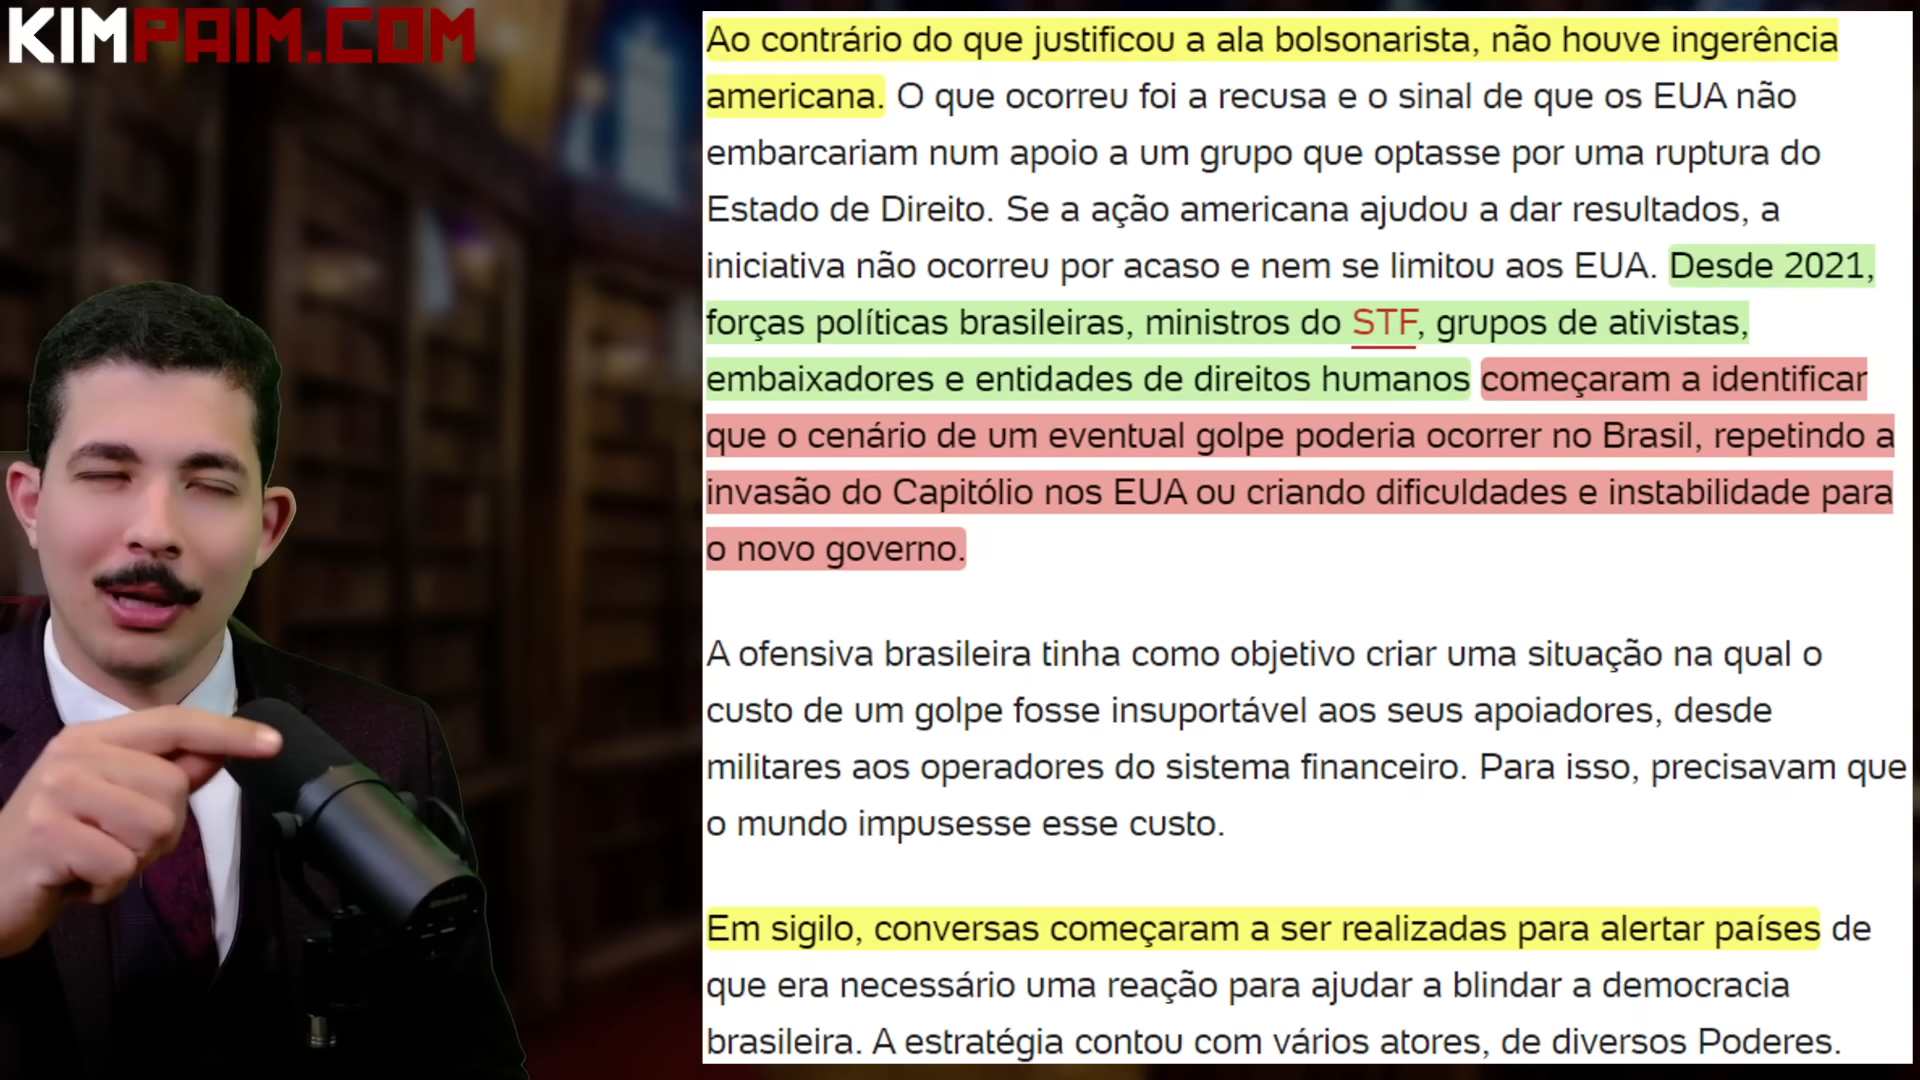 KIMPAIM.COM
Ao contrário do que justificou a ala bolsonarista, não houve ingerência
americana. O que ocorreu foi a recusa e o sinal de que os EUA não
embarcariam num apoio a um grupo que optasse por uma ruptura do
Estado de Direito. Se a ação americana ajudou a dar resultados, a
iniciativa não ocorreu por acaso e nem se limitou aos EUA. Desde 2021,
forças políticas brasileiras, ministros do STF, grupos de ativistas,
embaixadores e entidades de direitos humanos começaram a identificar
que o cenário de um eventual golpe poderia ocorrer no Brasil, repetindo a
invasão do Capitólio nos EUA ou criando dificuldades e instabilidade para
o novo governo.
A ofensiva brasileira tinha como objetivo criar uma situação na qual o
custo de um golpe fosse insuportável aos seus apoiadores, desde
militares aos operadores do sistema financeiro. Para isso, precisavam que
o mundo impusesse esse custo.
Em sigilo, conversas começaram a ser realizadas para alertar países de
que era necessário uma reação para ajudar a blindar a democracia
brasileira. A estratégia contou com vários atores, de diversos Poderes.